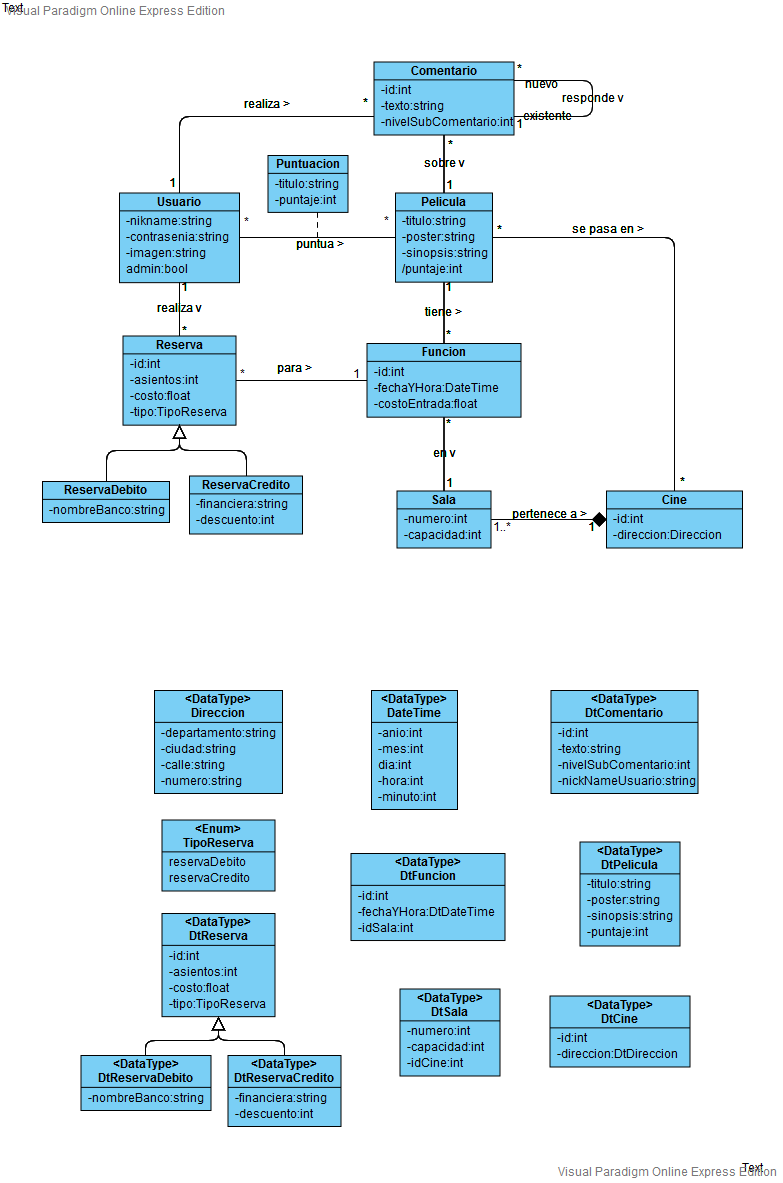 Text
Visual Paradigm Online Express Edition
Comentario
-id:int
-texto:string
-nivelSubComentario:int
*
nuevo
responde v
existente
1
realiza >
*
1
*
sobre v
1
Puntuacion
-titulo:string
-puntaje:int
Usuario
-nikname:string
-contrasenia:string
-imagen:string
admin:bool
*
puntua >
*
Pelicula
-titulo:string
-poster:string
-sinopsis:string
/puntaje:int
*
se pasa en >
*
1
realiza v
*
1
tiene >
*
Reserva
-id:int
-asientos:int
-costo:float
-tipo:TipoReserva
*
para >
1
Funcion
-id:int
-fechaYHora:DateTime
-costoEntrada:float
*
en v
1
ReservaDebito
-nombreBanco:string
ReservaCredito
-financiera:string
-descuento:int
Sala
-numero:int
-capacidad:int
1..*
pertenece a >
1
Cine
-id:int
-direccion:Direccion
<DataType>
Direccion
-departamento:string
-ciudad:string
-calle:string
-numero:string
<DataType>
DateTime
-anio:int
-mes:int
dia:int
-hora:int
-minuto:int
<DataType>
DtComentario
-id:int
-texto:string
-nivelSubComentario:int
-nickNameUsuario:string
<Enum>
TipoReserva
reservaDebito
reservaCredito
<DataType>
DtFuncion
-id:int
-fechaYHora:DtDateTime
-idSala:int
<DataType>
DtPelicula
-titulo:string
-poster:string
-sinopsis:string
-puntaje:int
<DataType>
DtReserva
-id:int
-asientos:int
-costo:float
-tipo:TipoReserva
<DataType>
DtSala
-numero:int
-capacidad:int
-idCine:int
<DataType>
DtCine
-id:int
-direccion:DtDireccion
<DataType>
DtReservaDebito
-nombreBanco:string
<DataType>
DtReservaCredito
-financiera:string
-descuento:int
Text
Visual Paradigm Online Express Edition